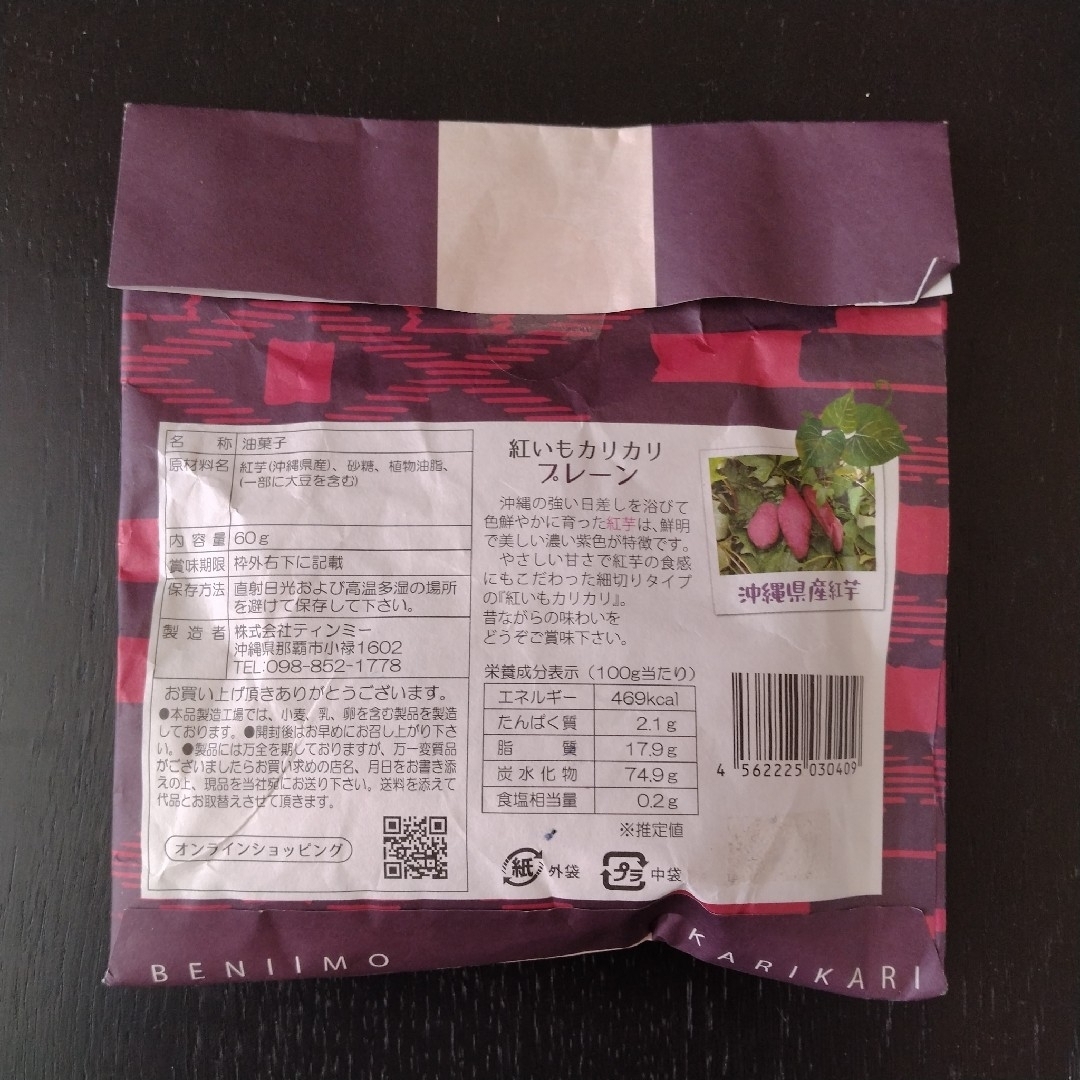 名称 油菓子
原材料名 紅芋(沖縄県産)、砂糖、植物油脂、
(一部に大豆を含む)
内容量 60g
賞味期限 枠外右下に記載
保存方法 直射日光および高温多湿の場所
を避けて保存して下さい。
製造者 株式会社ティンミー
沖縄県那覇市小禄1602
TEL:098-852-1778
お買い上げ頂きありがとうございます。
●本品製造工場では、小麦、乳、卵を含む製品を製造
しております。●開封後はお早めにお召し上がり下さ
い。●製品には万全を期しておりますが、万一変質品
がございましたらお買い求めの店名、月日をお書き添
えの上、現品を当社宛にお送り下さい。送料を添えて
代品とお取替えさせて頂きます。
オンラインショッピング
紅いもカリカリ
プレーン
沖縄の強い日差しを浴びて
色鮮やかに育った紅芋は、鮮明
で美しい濃い紫色が特徴です。
やさしい甘さで紅芋の食感
にもこだわった細切りタイプ
の『紅いもカリカリ』。
昔ながらの味わいを
どうぞご賞味下さい。
沖縄県産紅芋
栄養成分表示(100g当たり)
エネルギー 469kcal
たんぱく質 2.1g
脂質 17.9g
炭水化物 74.9g
食塩相当量 0.2g
※推定値
紙 外袋 プラ 中袋
4 562225 030409
BENIIMO KARIKARI